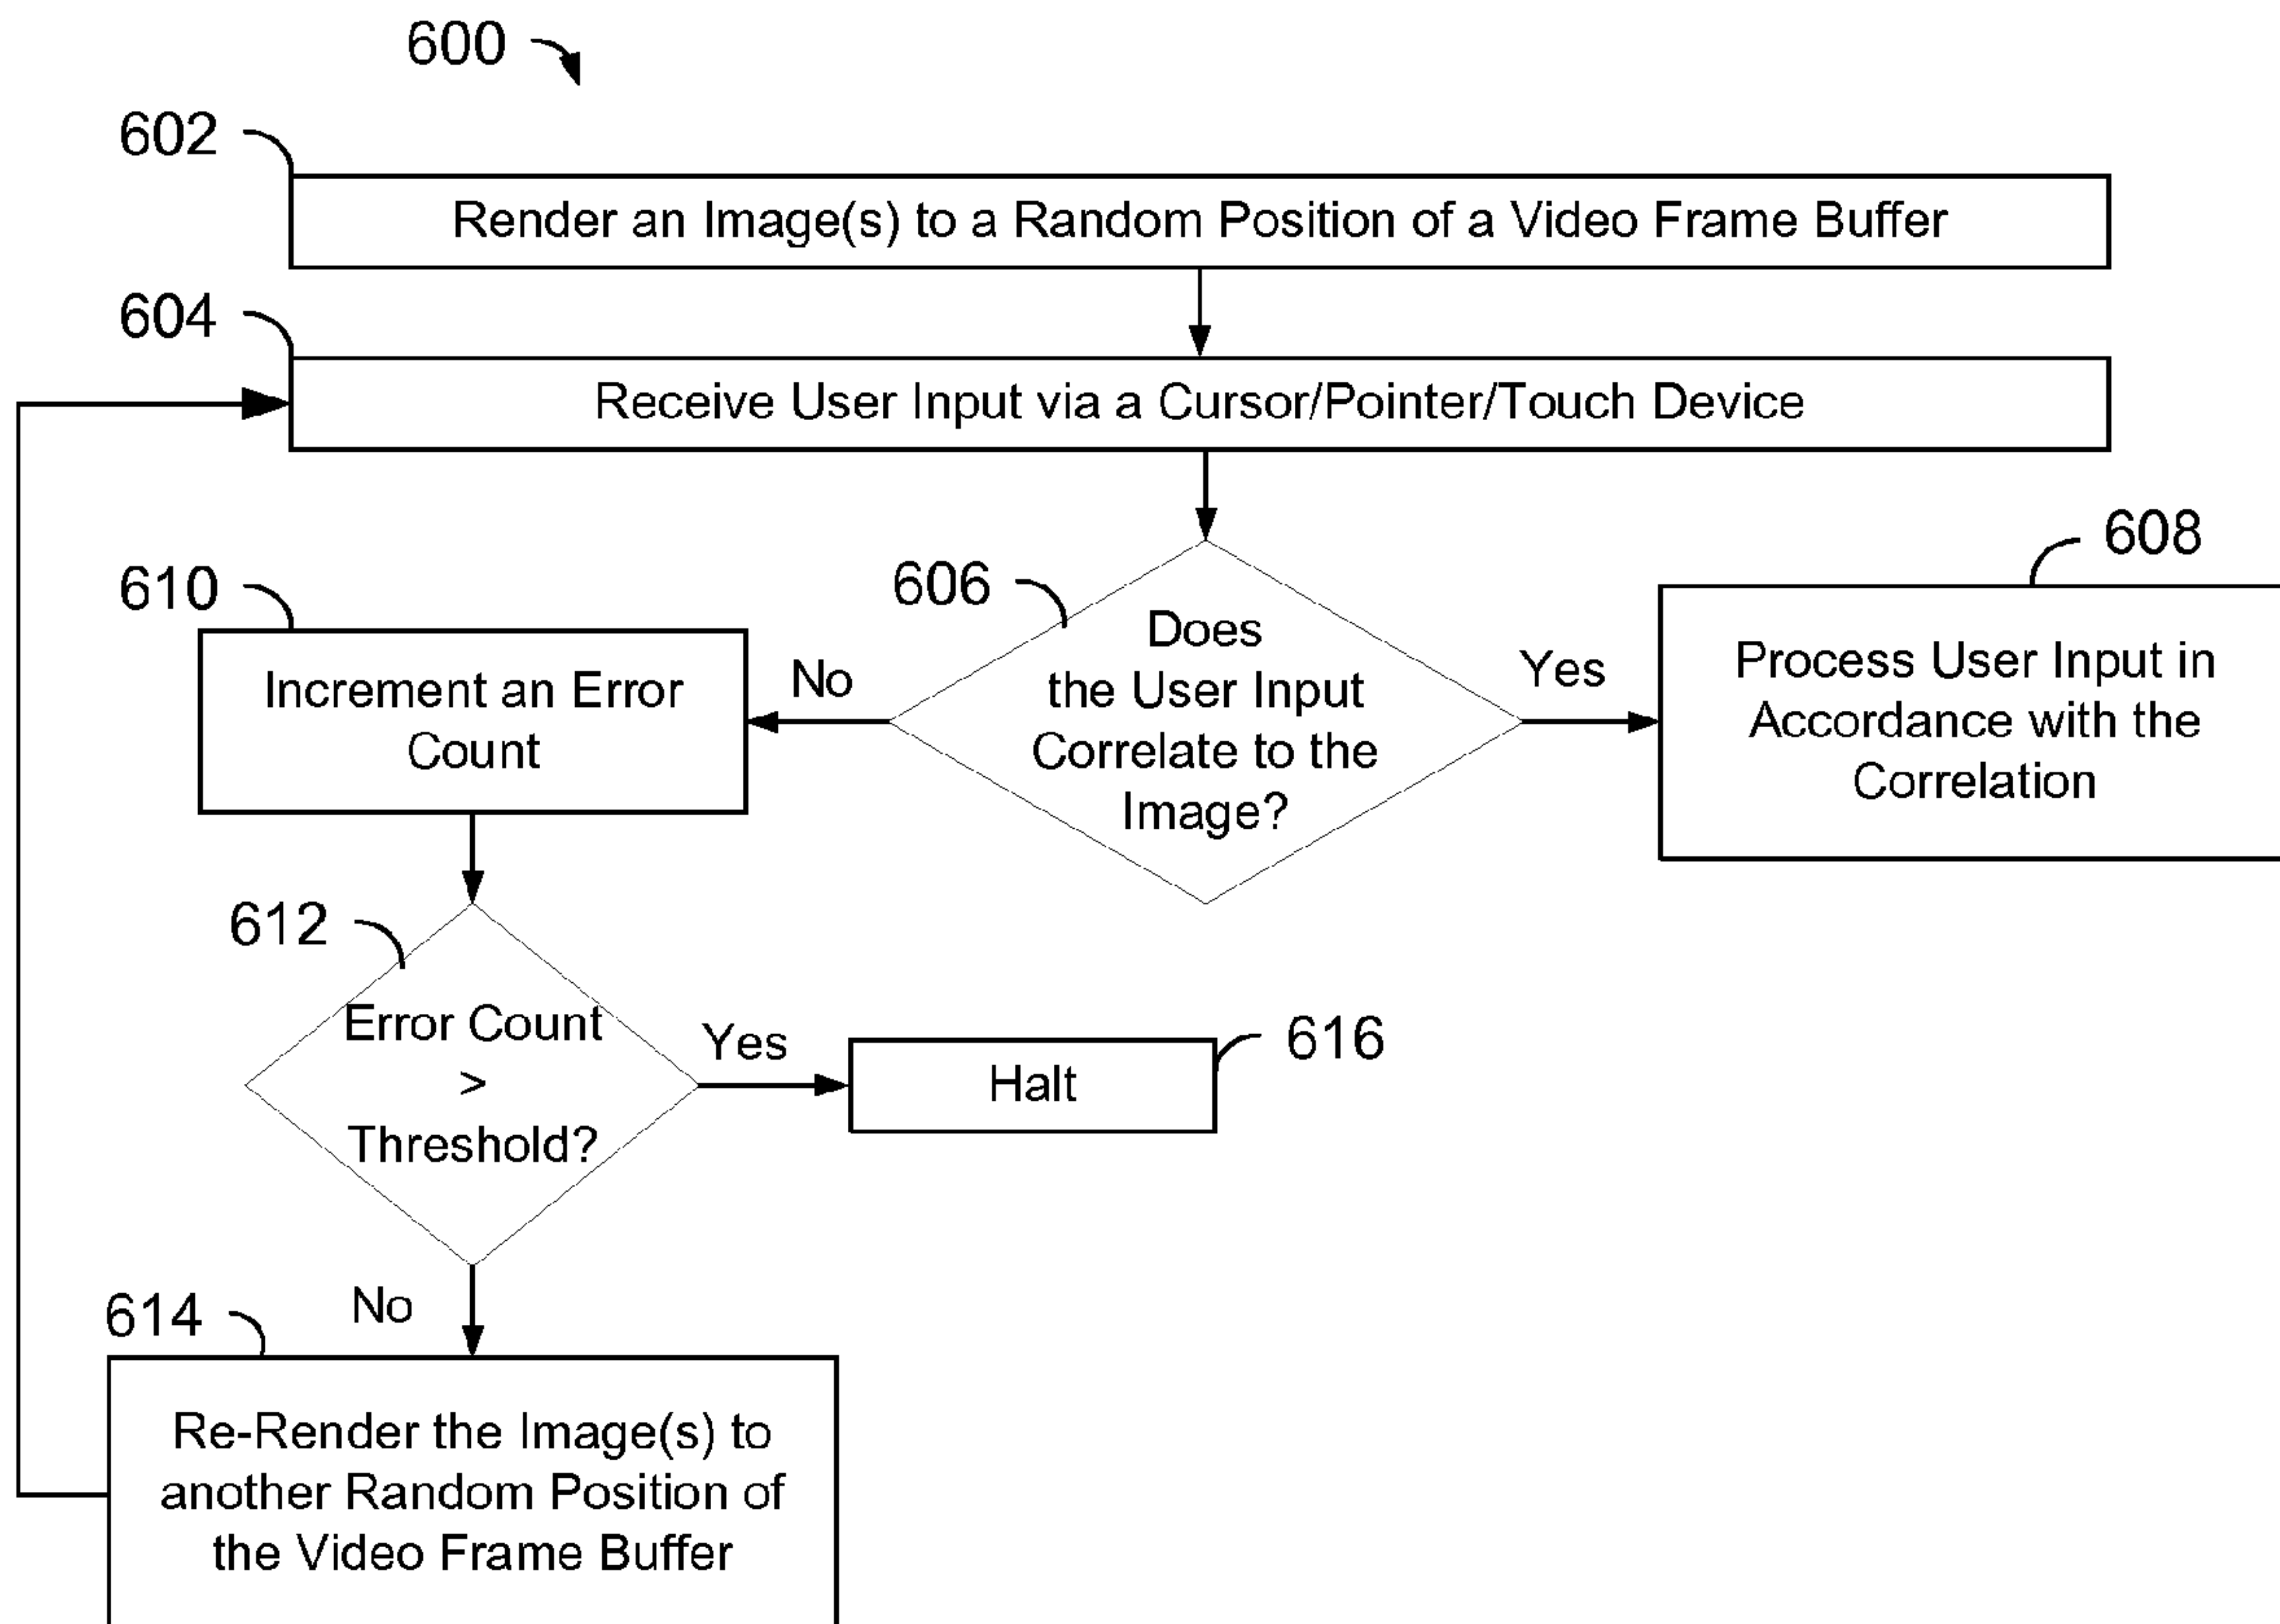 600
602
Render an Image(s) to a Random Position of a Video Frame Buffer
604
Receive User Input via a Cursor/Pointer/Touch Device
606
Does
the User Input
Correlate to the
Image?
Yes
608
Process User Input in
Accordance with the
Correlation
No
610
Increment an Error
Count
612
Error Count
>
Threshold?
Yes
616
Halt
No
614
Re-Render the Image(s) to
another Random Position of
the Video Frame Buffer